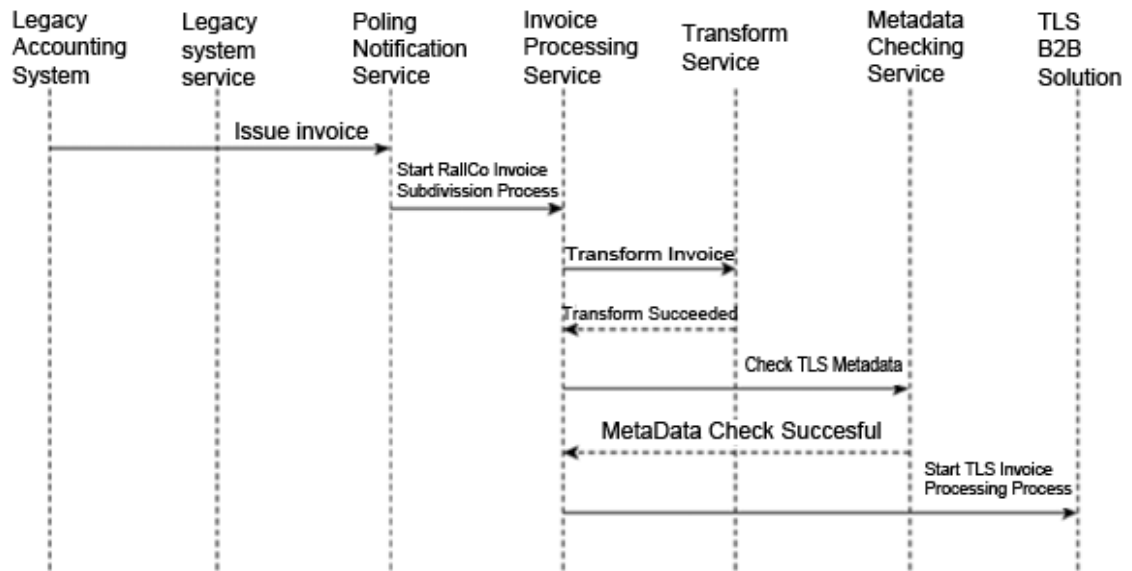 Legacy
Accounting
System
Legacy
system
service
Poling
Notification
Service
Invoice
Processing
Service
Transform
Service
Metadata
Checking
Service
TLS
B2B
Solution
Issue invoice
Start RallCo Invoice
Subdivission Process
Transform Invoice
Transform Succeeded
Check TLS Metadata
MetaData Check Succesful
Start TLS Invoice
Processing Process